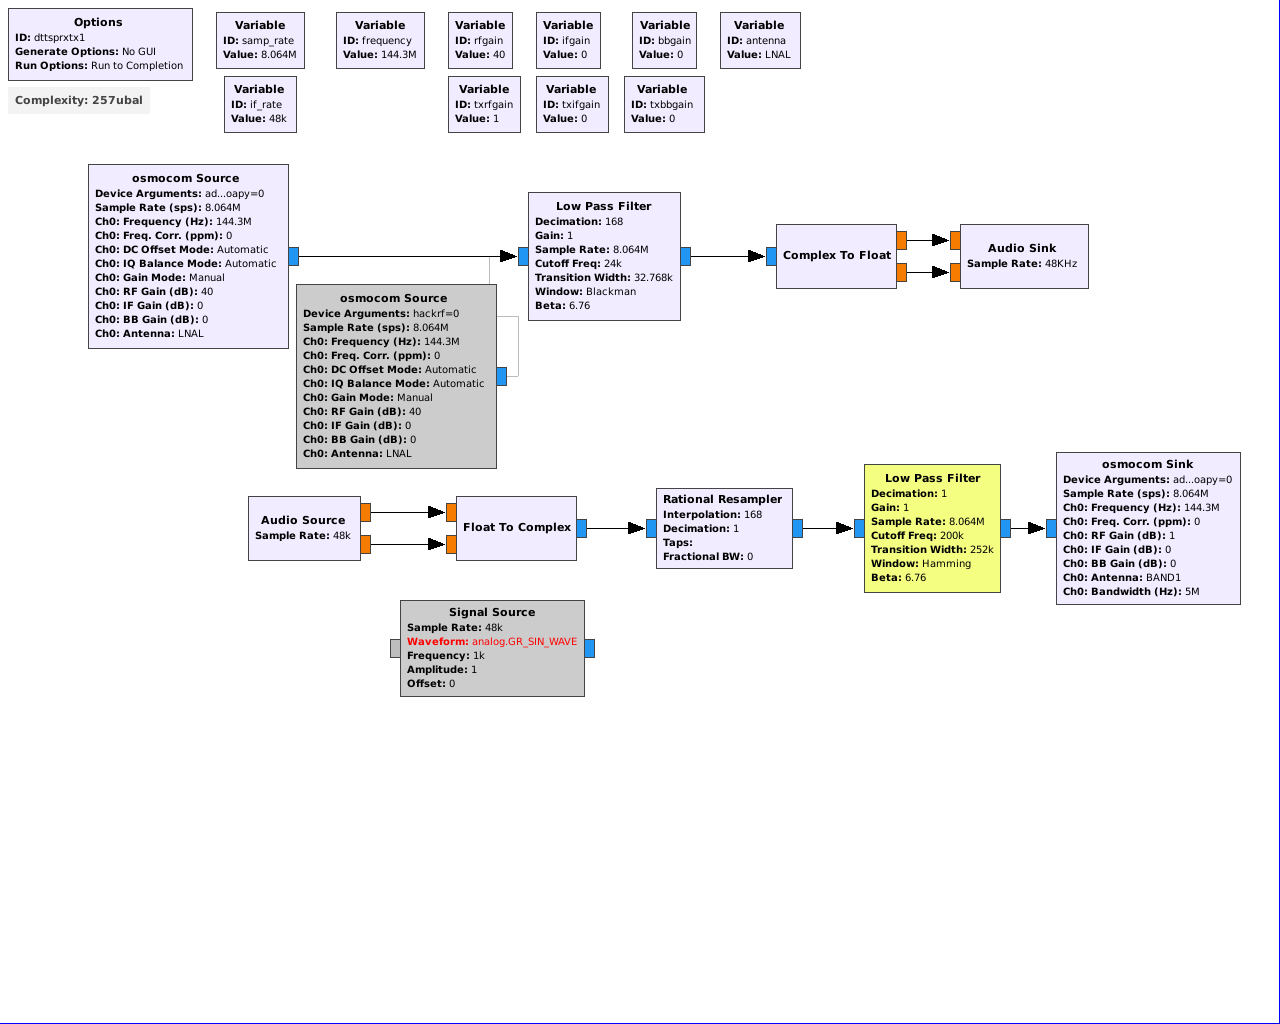 Options
ID: dttsprxtx1
Generate Options: No GUI
Run Options: Run to Completion
Complexity: 257ubal
Variable
ID: samp_rate
Value: 8.064M
Variable
ID: frequency
Value: 144.3M
Variable
ID: rfgain
Value: 40
Variable
ID: ifgain
Value: 0
Variable
ID: bbgain
Value: 0
Variable
ID: antenna
Value: LNAL
Variable
ID: if_rate
Value: 48k
Variable
ID: txrfgain
Value: 1
Variable
ID: txifgain
Value: 0
Variable
ID: txbbgain
Value: 0
osmocom Source
Device Arguments: ad...oapy=0
Sample Rate (sps): 8.064M
Ch0: Frequency (Hz): 144.3M
Ch0: Freq. Corr. (ppm): 0
Ch0: DC Offset Mode: Automatic
Ch0: IQ Balance Mode: Automatic
Ch0: Gain Mode: Manual
Ch0: RF Gain (dB): 40
Ch0: IF Gain (dB): 0
Ch0: BB Gain (dB): 0
Ch0: Antenna: LNAL
Low Pass Filter
Decimation: 168
Gain: 1
Sample Rate: 8.064M
Cutoff Freq: 24k
Transition Width: 32.768k
Window: Blackman
Beta: 6.76
Complex To Float
Audio Sink
Sample Rate: 48KHz
osmocom Source
Device Arguments: hackrf=0
Sample Rate (sps): 8.064M
Ch0: Frequency (Hz): 144.3M
Ch0: Freq. Corr. (ppm): 0
Ch0: DC Offset Mode: Automatic
Ch0: IQ Balance Mode: Automatic
Ch0: Gain Mode: Manual
Ch0: RF Gain (dB): 40
Ch0: IF Gain (dB): 0
Ch0: BB Gain (dB): 0
Ch0: Antenna: LNAL
Audio Source
Sample Rate: 48k
Float To Complex
Rational Resampler
Interpolation: 168
Decimation: 1
Taps:
Fractional BW: 0
Low Pass Filter
Decimation: 1
Gain: 1
Sample Rate: 8.064M
Cutoff Freq: 200k
Transition Width: 252k
Window: Hamming
Beta: 6.76
osmocom Sink
Device Arguments: ad...oapy=0
Sample Rate (sps): 8.064M
Ch0: Frequency (Hz): 144.3M
Ch0: Freq. Corr. (ppm): 0
Ch0: RF Gain (dB): 1
Ch0: IF Gain (dB): 0
Ch0: BB Gain (dB): 0
Ch0: Antenna: BAND1
Ch0: Bandwidth (Hz): 5M
Signal Source
Sample Rate: 48k
Waveform: analog.GR_SIN_WAVE
Frequency: 1k
Amplitude: 1
Offset: 0